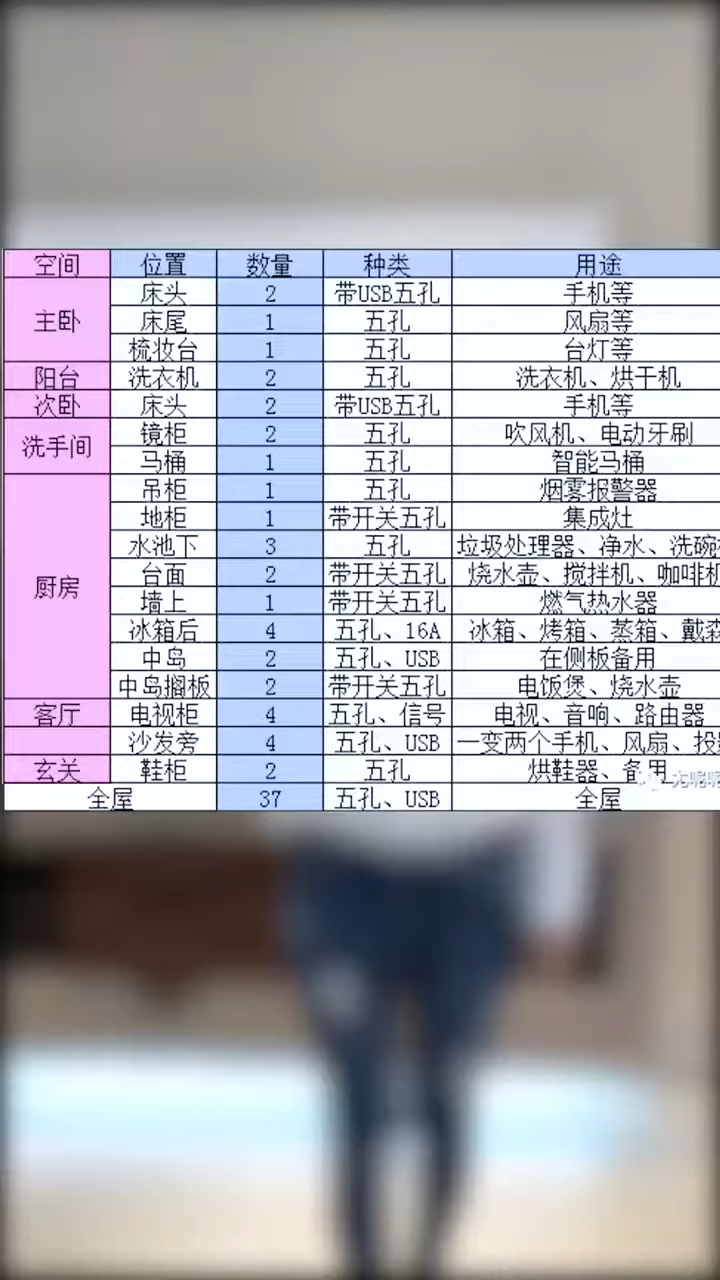 空间 位置 数量 种类 用途
主卧 床头 2 带USB五孔 手机等
床尾 1 五孔 风扇等
梳妆台 1 五孔 台灯等
阳台 洗衣机 2 五孔 洗衣机、烘干机
次卧 床头 2 带USB五孔 手机等
洗手间 镜柜 2 五孔 吹风机、电动牙刷
马桶 1 五孔 智能马桶
厨房 吊柜 1 五孔 烟雾报警器
地柜 1 带开关五孔 集成灶
水池下 3 五孔 垃圾处理器、净水、洗碗
台面 2 带开关五孔 烧水壶、搅拌机、咖啡机
墙上 1 带开关五孔 燃气热水器
冰箱后 4 五孔、16A 冰箱、烤箱、蒸箱、戴森
中岛 2 五孔、USB 在侧板备用
中岛搁板 2 带开关五孔 电饭煲、烧水壶
客厅 电视柜 4 五孔、信号 电视、音响、路由器
沙发旁 4 五孔、USB 一变两个手机、风扇、投
玄关 鞋柜 2 五孔 烘鞋器、备用
全屋 37 五孔、USB 全屋